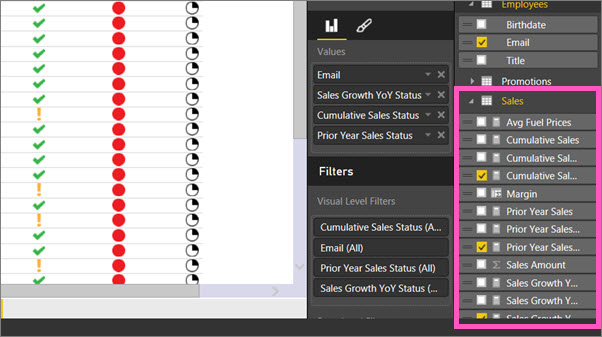 Values
Email
Sales Growth YoY Status
Cumulative Sales Status
Prior Year Sales Status
Filters
Visual Level Filters
Cumulative Sales Status (A...
Email (All)
Prior Year Sales Status (All)
Sales Growth YoY Status (...
Employees
Birthdate
Email
Title
Promotions
Sales
Avg Fuel Prices
Cumulative Sales
Cumulative Sal...
Cumulative Sal...
Margin
Prior Year Sales
Prior Year Sales...
Prior Year Sales...
Sales Amount
Sales Growth Y...
Sales Growth Y...
Sales Growth Y...